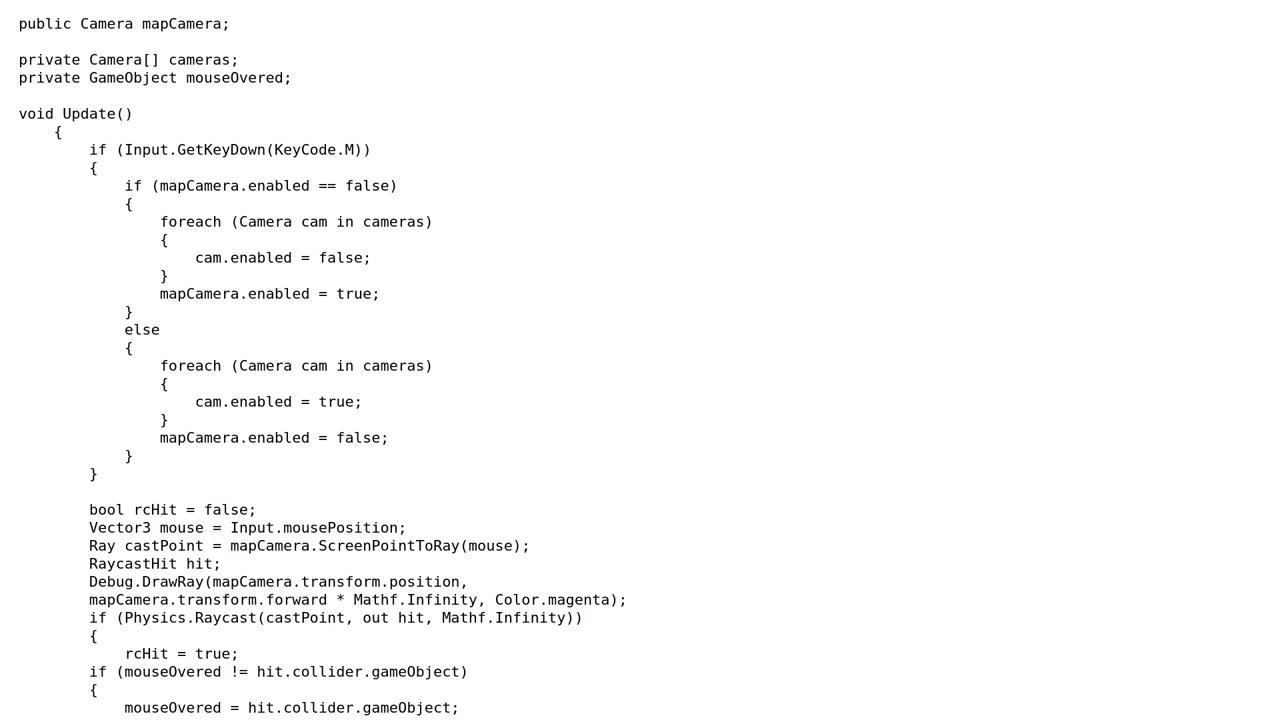 public Camera mapCamera;

private Camera[] cameras;
private GameObject mouseOvered;

void Update()
    {
        if (Input.GetKeyDown(KeyCode.M))
        {
            if (mapCamera.enabled == false)
            {
                foreach (Camera cam in cameras)
                {
                    cam.enabled = false;
                }
                mapCamera.enabled = true;
            }
            else
            {
                foreach (Camera cam in cameras)
                {
                    cam.enabled = true;
                }
                mapCamera.enabled = false;
            }
        }

        bool rcHit = false;
        Vector3 mouse = Input.mousePosition;
        Ray castPoint = mapCamera.ScreenPointToRay(mouse);
        RaycastHit hit;
        Debug.DrawRay(mapCamera.transform.position,
        mapCamera.transform.forward * Mathf.Infinity, Color.magenta);
        if (Physics.Raycast(castPoint, out hit, Mathf.Infinity))
        {
            rcHit = true;
        if (mouseOvered != hit.collider.gameObject)
        {
            mouseOvered = hit.collider.gameObject;